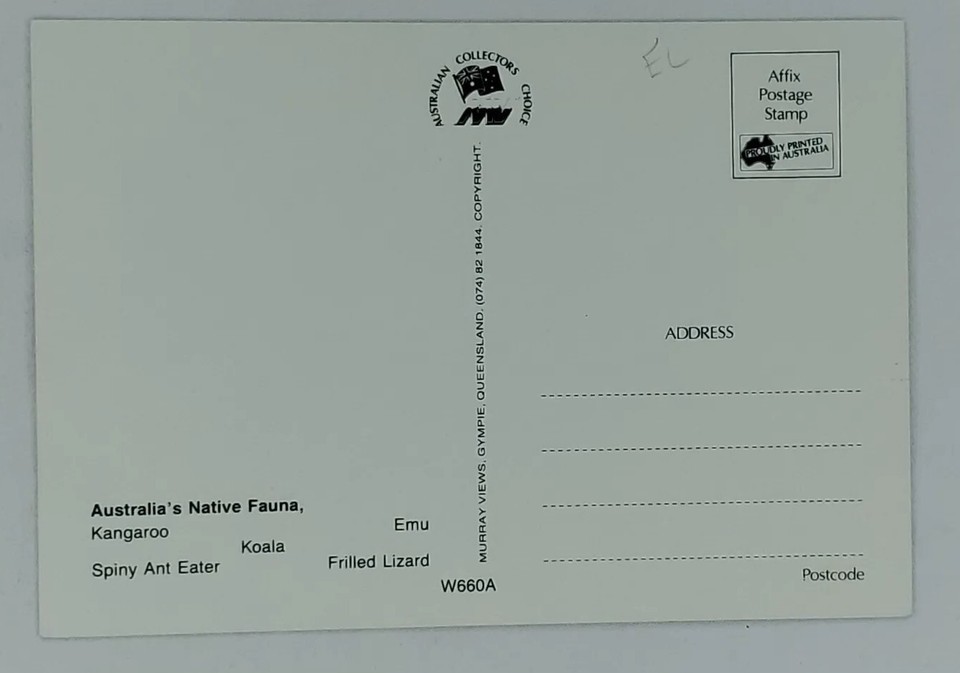 AUSTRALIAN COLLECTORS CHOICE
EL
Affix
Postage
Stamp
PROUDLY PRINTED
IN AUSTRALIA
MURRAY VIEWS, GYMPIE, QUEENSLAND. (074) 82 1844. COPYRIGHT.
ADDRESS
Australia's Native Fauna,
Kangaroo Emu
Koala
Spiny Ant Eater Frilled Lizard
W660A
Postcode